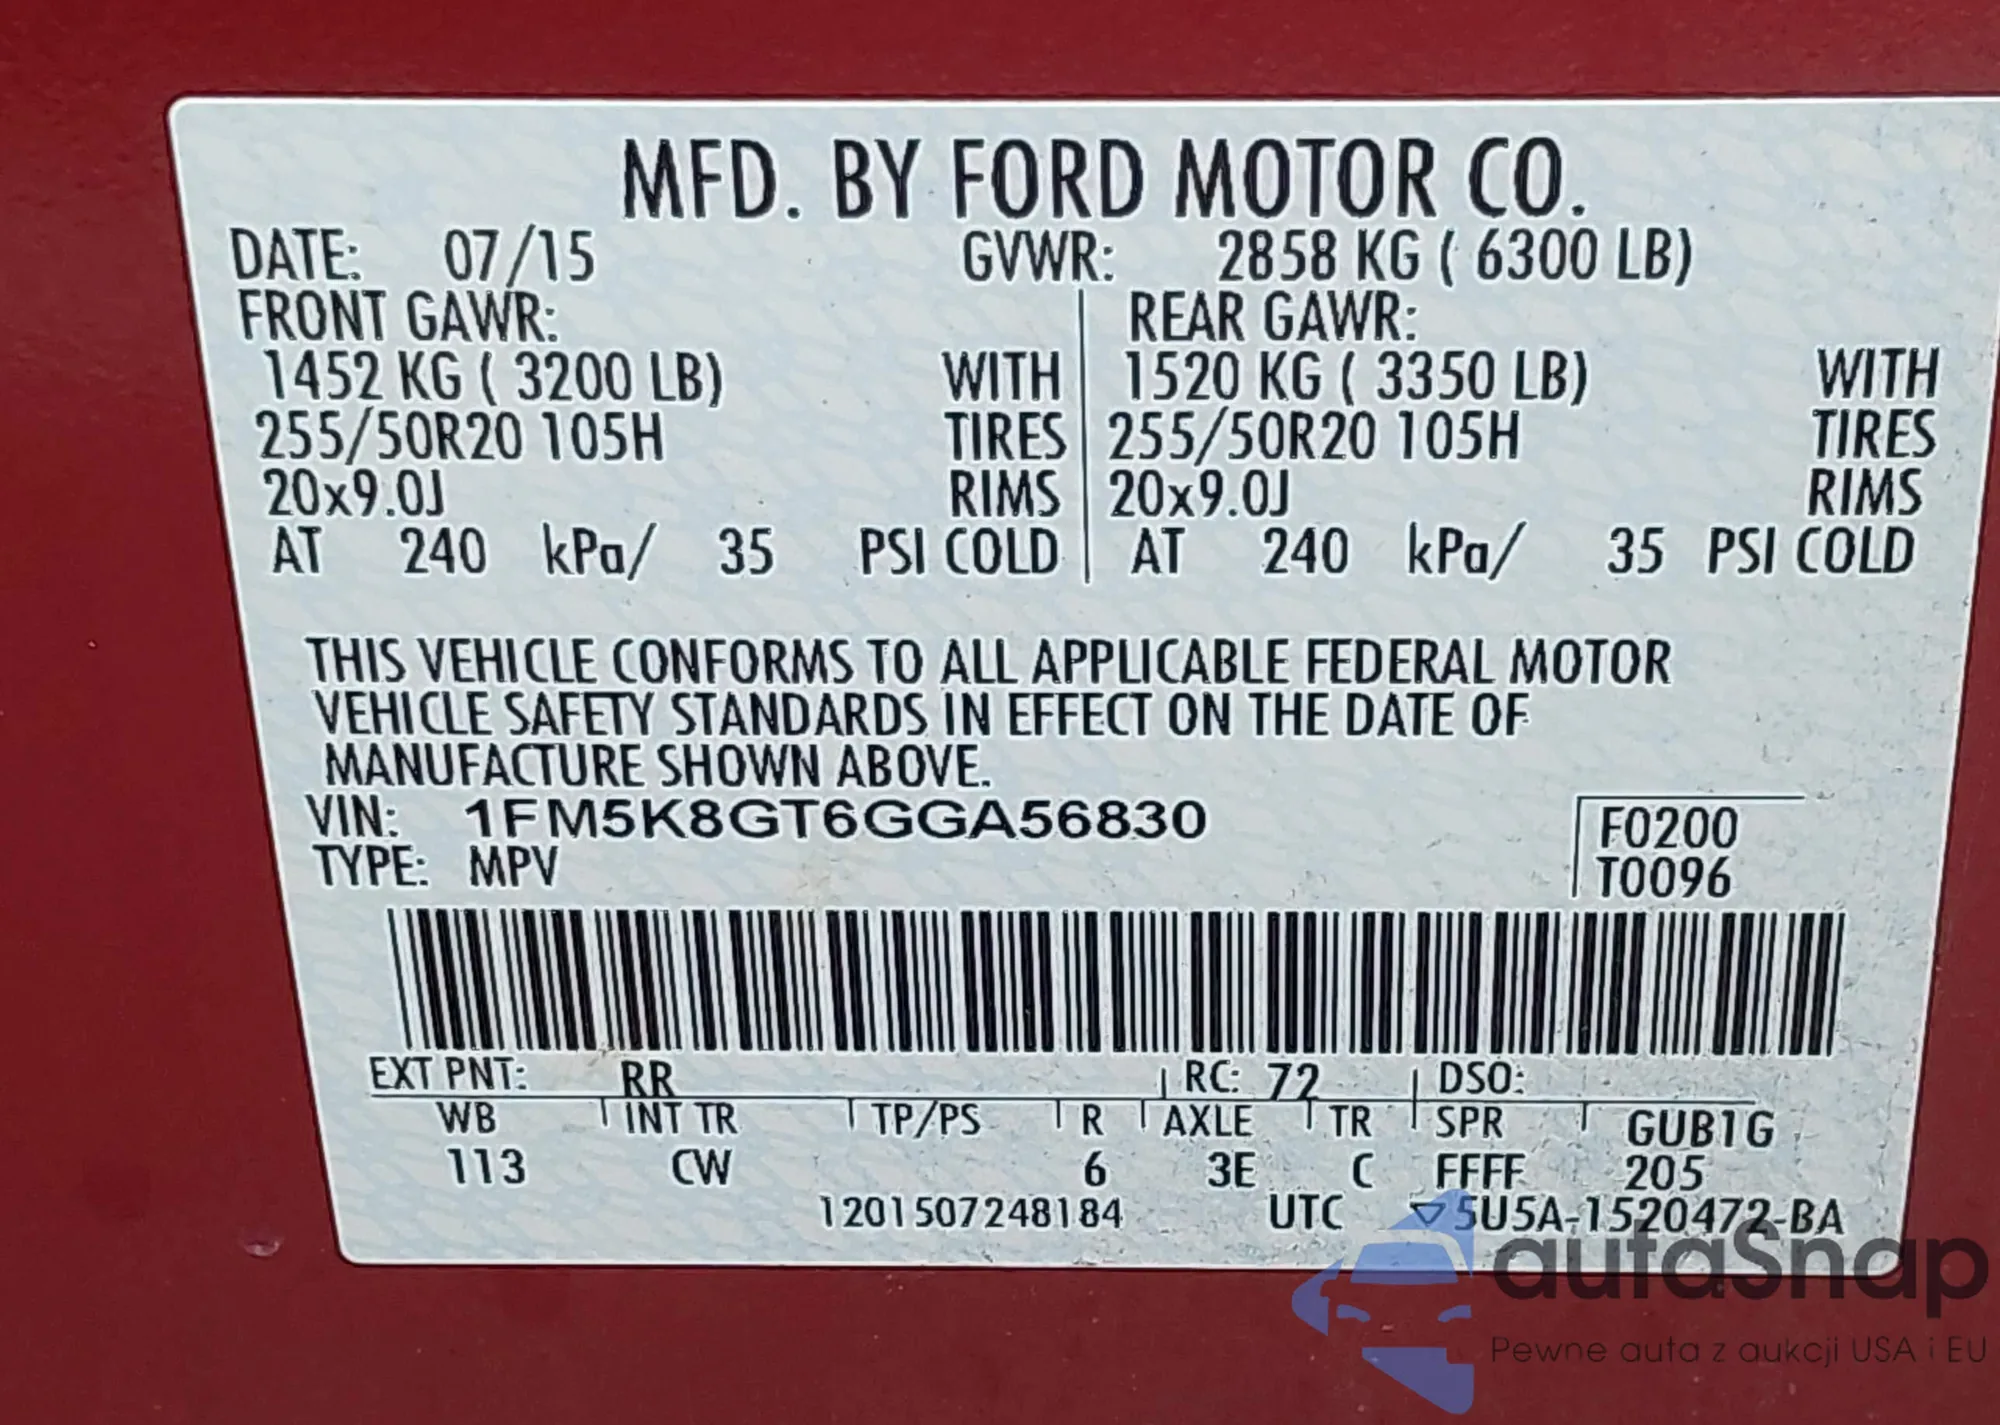 MFD. BY FORD MOTOR CO.
DATE: 07/15 GVWR: 2858 KG ( 6300 LB)
FRONT GAWR: REAR GAWR:
1452 KG ( 3200 LB) WITH 1520 KG ( 3350 LB) WITH
255/50R20 105H TIRES 255/50R20 105H TIRES
20x9.0J RIMS 20x9.0J RIMS
AT 240 kPa/ 35 PSI COLD AT 240 kPa/ 35 PSI COLD
THIS VEHICLE CONFORMS TO ALL APPLICABLE FEDERAL MOTOR
VEHICLE SAFETY STANDARDS IN EFFECT ON THE DATE OF
MANUFACTURE SHOWN ABOVE.
VIN: 1FM5K8GT6GGA56830 F0200
TYPE: MPV T0096
EXT PNT: RR RC: 72 DSO:
WB INT TR TP/PS R AXLE TR SPR GUB1G
113 CW 6 3E C FFFF 205
1201507248184 UTC ▽5U5A-1520472-BA
autaSnap
Pewne auta z aukcji USA i EU